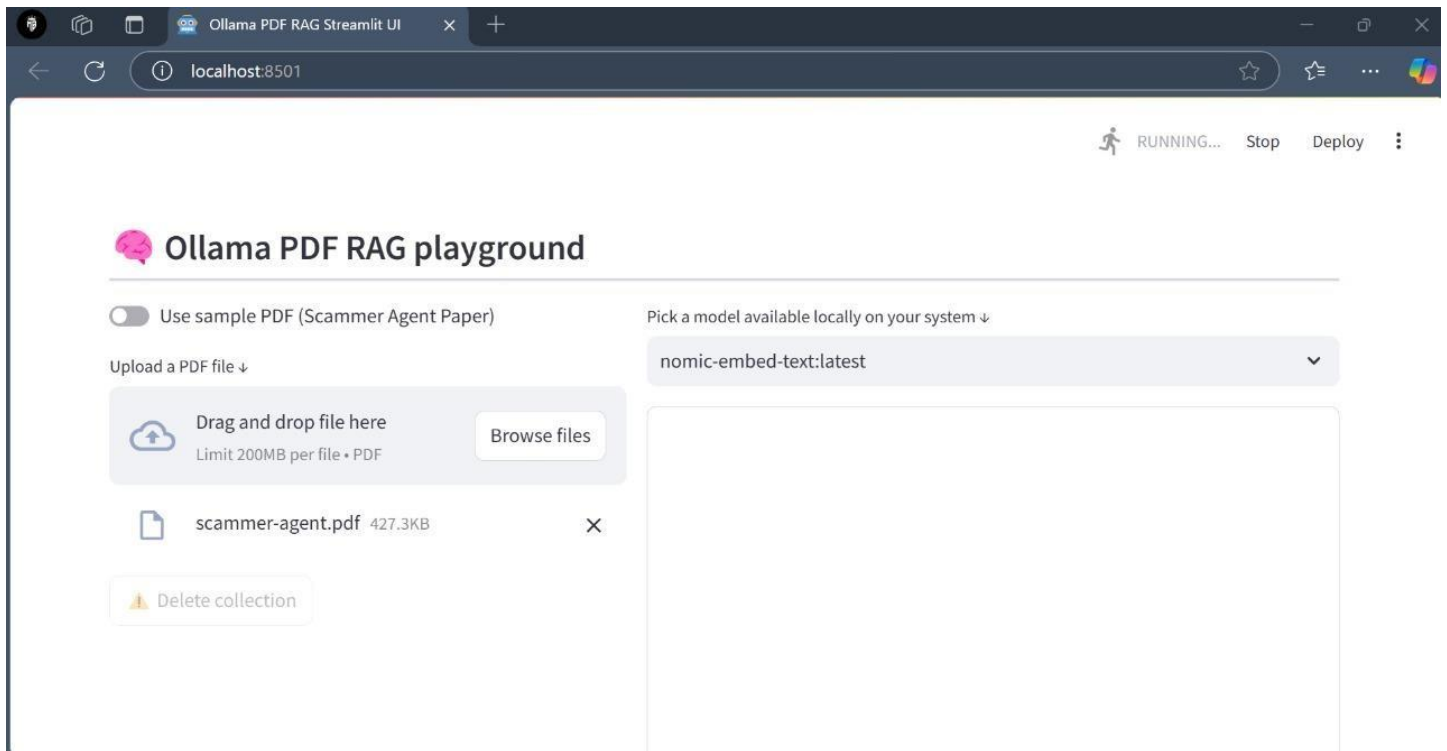 Ollama PDF RAG Streamlit UI
localhost:8501
RUNNING... Stop Deploy
Ollama PDF RAG playground
Use sample PDF (Scammer Agent Paper)
Upload a PDF file ↓
Drag and drop file here
Limit 200MB per file • PDF
Browse files
scammer-agent.pdf 427.3KB
Delete collection
Pick a model available locally on your system ↓
nomic-embed-text:latest